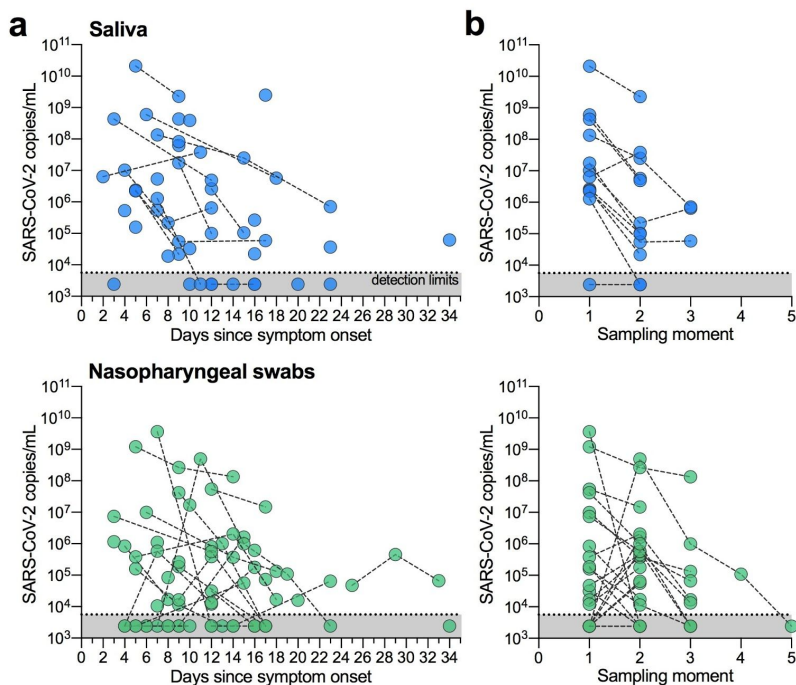 a Saliva
SARS-CoV-2 copies/mL
10¹¹
10¹⁰
10⁹
10⁸
10⁷
10⁶
10⁵
10⁴
10³
detection limits
0 2 4 6 8 10 12 14 16 18 20 22 24 26 28 30 32 34
Days since symptom onset
b
SARS-CoV-2 copies/mL
10¹¹
10¹⁰
10⁹
10⁸
10⁷
10⁶
10⁵
10⁴
10³
0 1 2 3 4 5
Sampling moment
Nasopharyngeal swabs
SARS-CoV-2 copies/mL
10¹¹
10¹⁰
10⁹
10⁸
10⁷
10⁶
10⁵
10⁴
10³
0 2 4 6 8 10 12 14 16 18 20 22 24 26 28 30 32 34
Days since symptom onset
SARS-CoV-2 copies/mL
10¹¹
10¹⁰
10⁹
10⁸
10⁷
10⁶
10⁵
10⁴
10³
0 1 2 3 4 5
Sampling moment